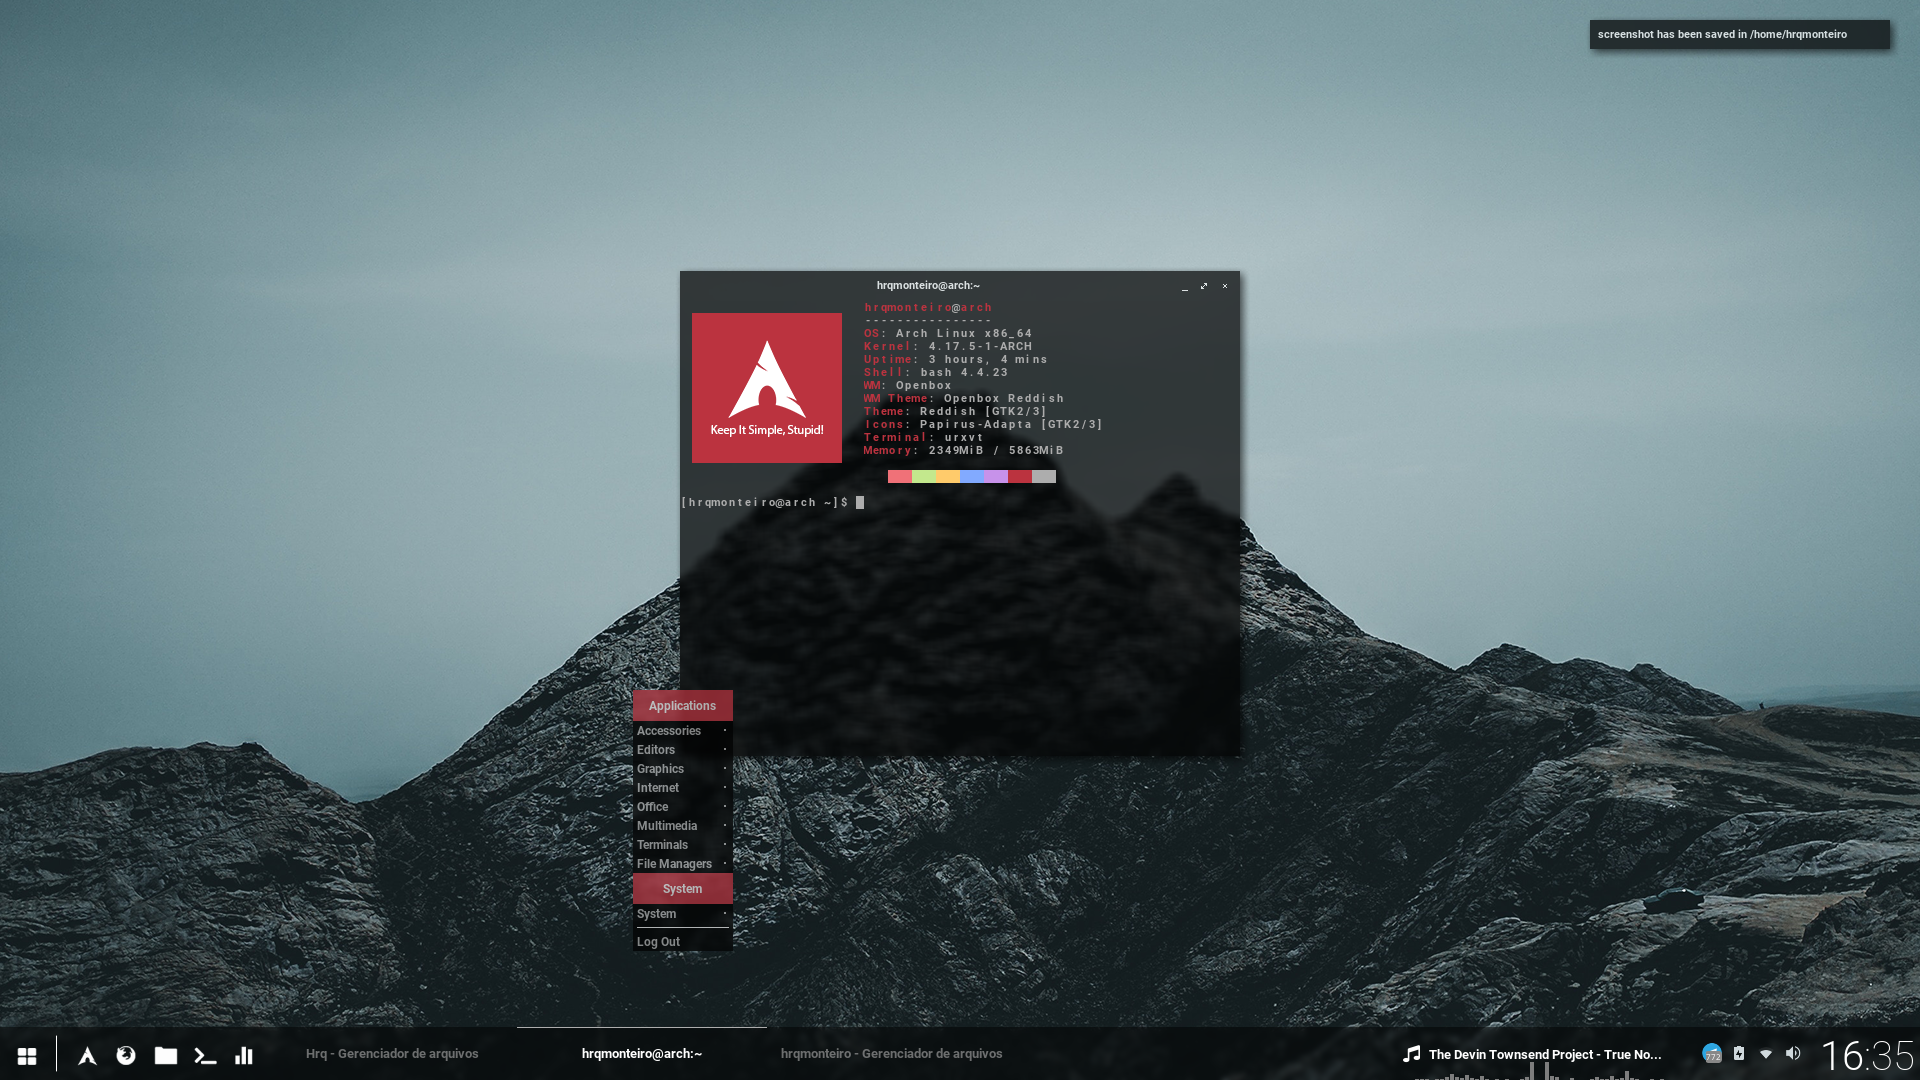 screenshot has been saved in /home/hrqmonteiro
hrqmonteiro@arch:~
hrqmonteiro@arch
----------------
OS: Arch Linux x86_64
Kernel: 4.17.5-1-ARCH
Uptime: 3 hours, 4 mins
Shell: bash 4.4.23
WM: Openbox
WM Theme: Openbox Reddish
Theme: Reddish [GTK2/3]
Icons: Papirus-Adapta [GTK2/3]
Terminal: urxvt
Memory: 2349MiB / 5863MiB
Keep It Simple, Stupid!
[hrqmonteiro@arch ~]$
Applications
Accessories
Editors
Graphics
Internet
Office
Multimedia
Terminals
File Managers
System
System
Log Out
Hrq - Gerenciador de arquivos
hrqmonteiro@arch:~
hrqmonteiro - Gerenciador de arquivos
The Devin Townsend Project - True No...
772
16:35